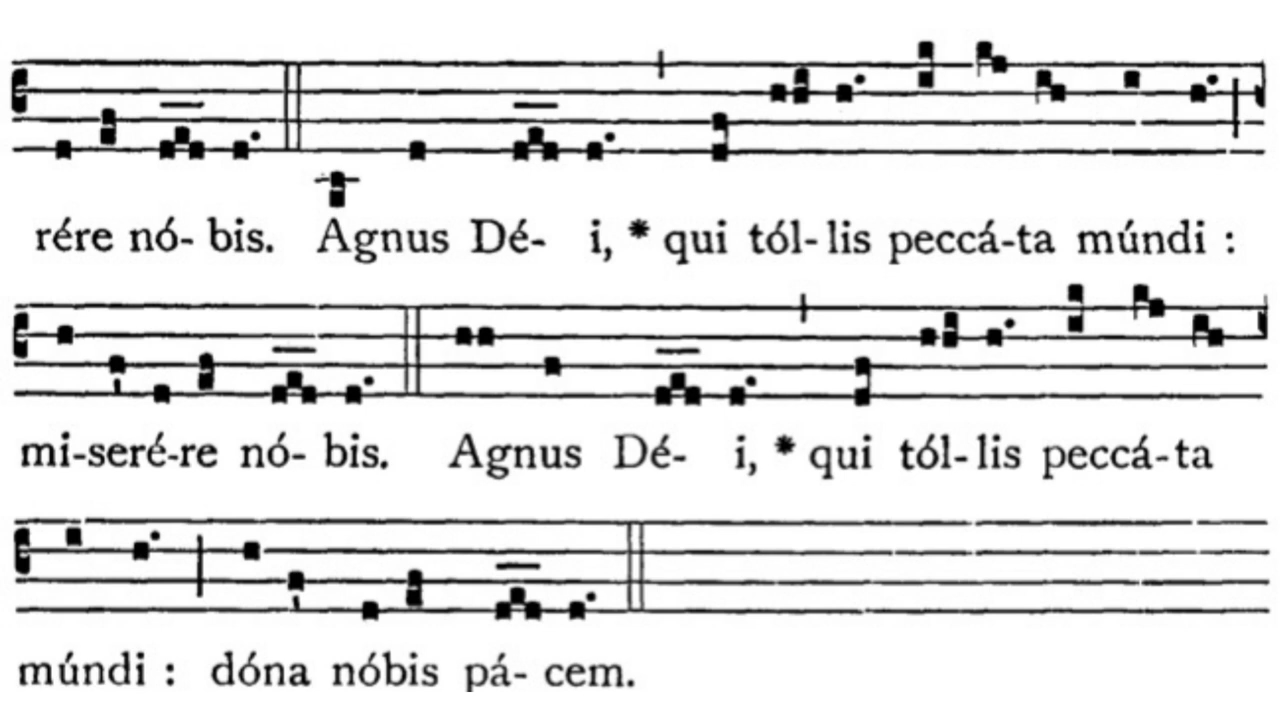 rére nó- bis. Agnus Dé- i, * qui tól- lis peccá-ta múndi :
mi-seré-re nó- bis. Agnus Dé- i, * qui tól- lis peccá-ta
múndi : dóna nóbis pá- cem.